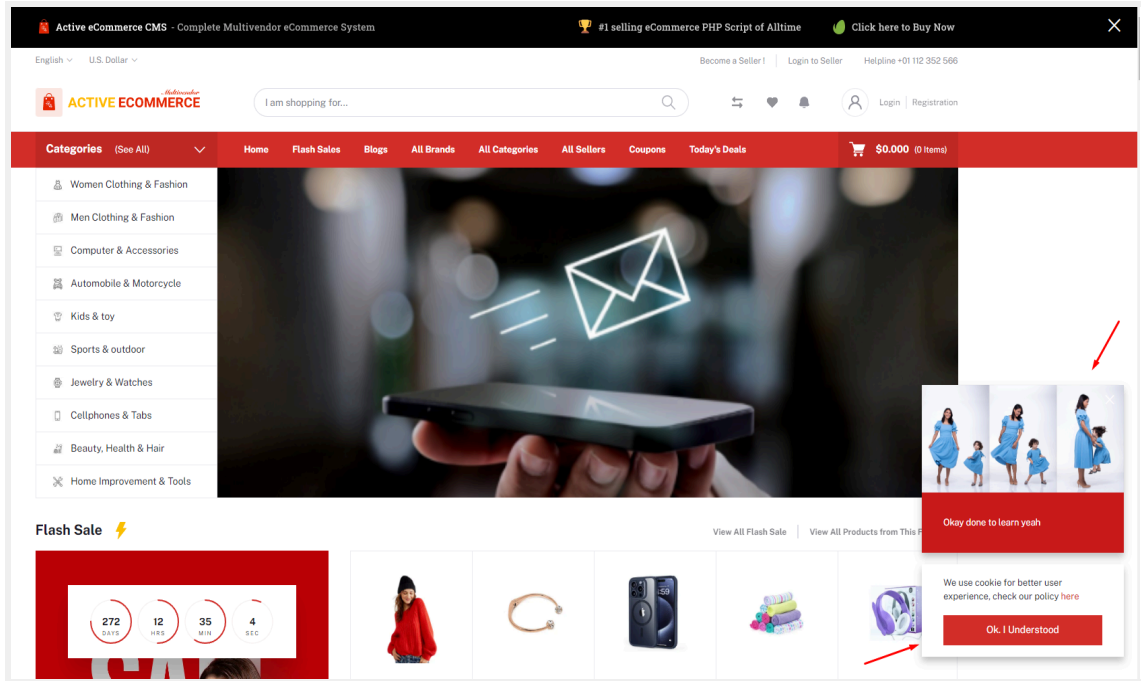 Active eCommerce CMS - Complete Multivendor eCommerce System
#1 selling eCommerce PHP Script of Alltime
Click here to Buy Now
English
U.S. Dollar
Become a Seller !
Login to Seller
Helpline +01 112 352 566
Multivendor
ACTIVE ECOMMERCE
I am shopping for...
Login
Registration
Categories (See All)
Home
Flash Sales
Blogs
All Brands
All Categories
All Sellers
Coupons
Today's Deals
$0.000 (0 Items)
Women Clothing & Fashion
Men Clothing & Fashion
Computer & Accessories
Automobile & Motorcycle
Kids & toy
Sports & outdoor
Jewelry & Watches
Cellphones & Tabs
Beauty, Health & Hair
Home Improvement & Tools
Okay done to learn yeah
Flash Sale
View All Flash Sale
View All Products from This F
We use cookie for better user
experience, check our policy here
Ok. I Understood
272
DAYS
12
HRS
35
MIN
4
SEC